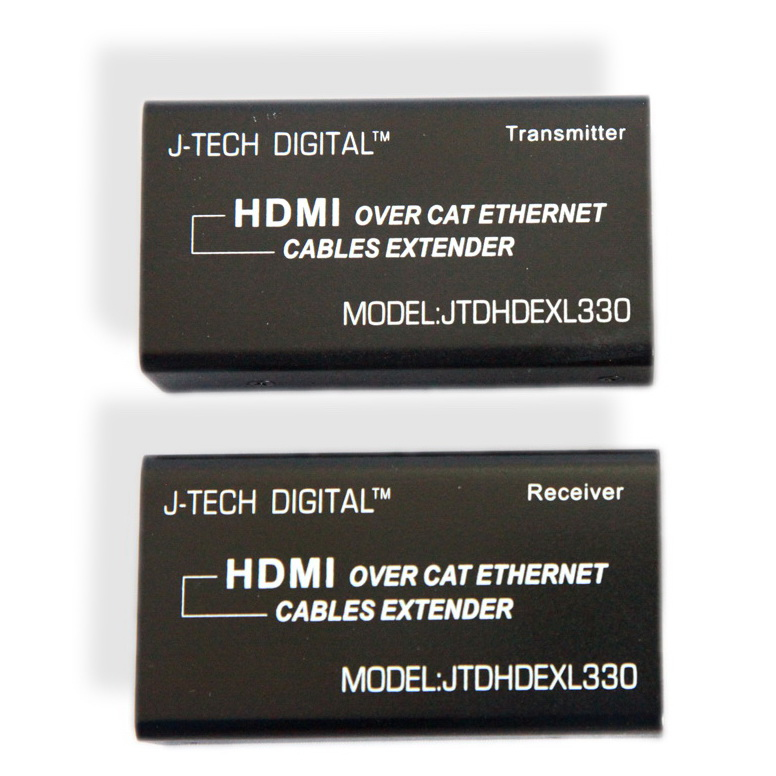 J-TECH DIGITAL™
Transmitter
HDMI OVER CAT ETHERNET
CABLES EXTENDER
MODEL:JTDHDEXL330
J-TECH DIGITAL™
Receiver
HDMI OVER CAT ETHERNET
CABLES EXTENDER
MODEL:JTDHDEXL330